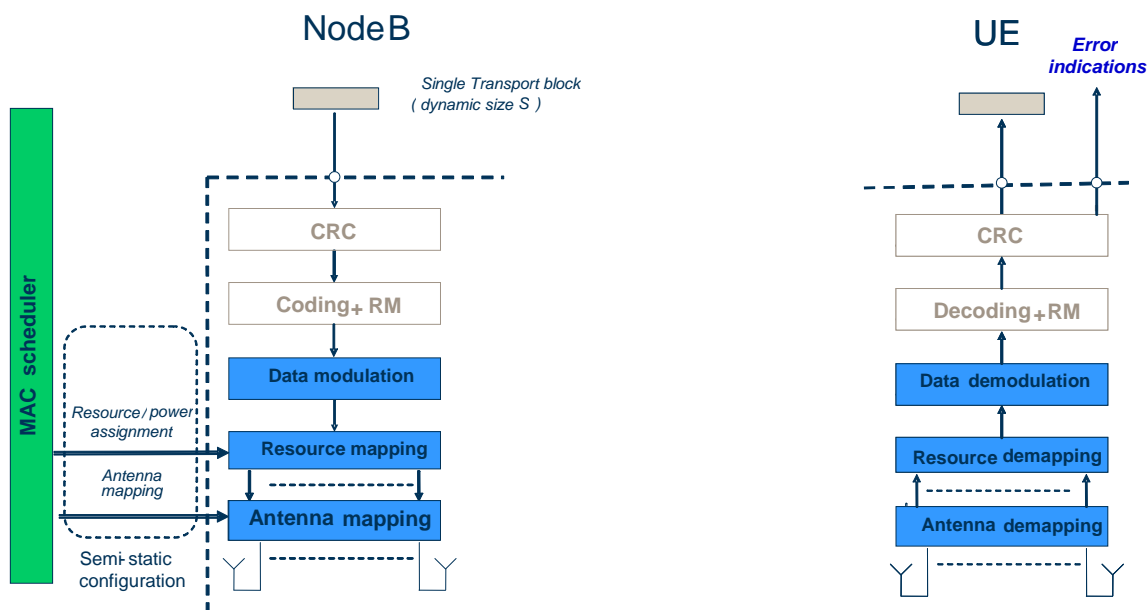 NodeB
Single Transport block
( dynamic size S )
MAC scheduler
CRC
Coding+ RM
Data modulation
Resource/ power
assignment
Resource mapping
Antenna
mapping
Antenna mapping
Semi-static
configuration
UE
Error
indications
CRC
Decoding+RM
Data demodulation
Resource demapping
Antenna demapping